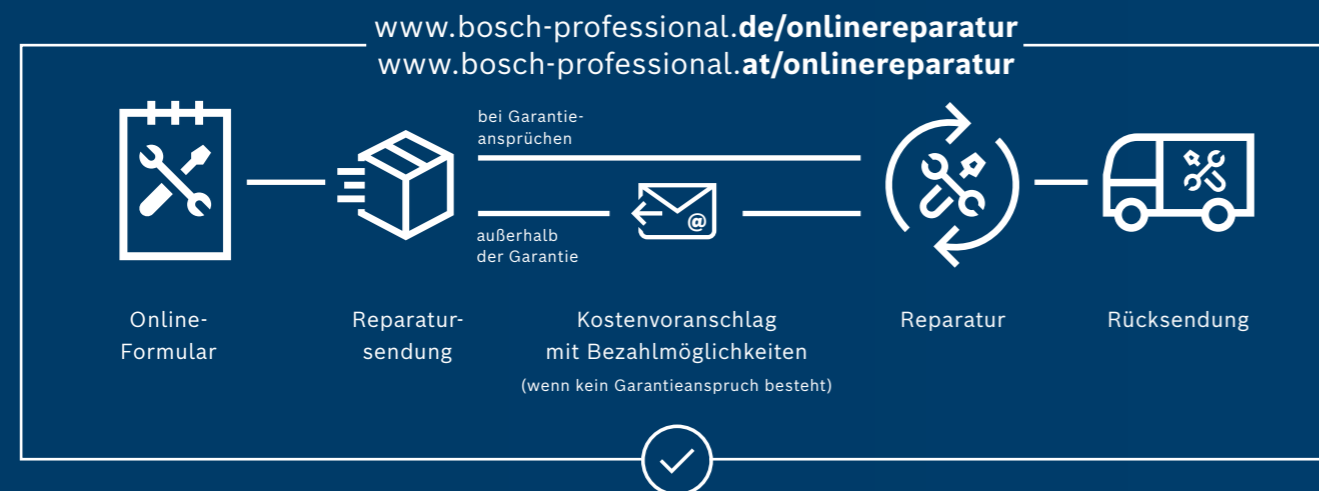 www.bosch-professional.de/onlinereparatur
www.bosch-professional.at/onlinereparatur
bei Garantie-
ansprüchen
@
außerhalb
der Garantie
Online-
Formular
Reparatur-
sendung
Kostenvoranschlag
mit Bezahlmöglichkeiten
(wenn kein Garantieanspruch besteht)
Reparatur
Rücksendung